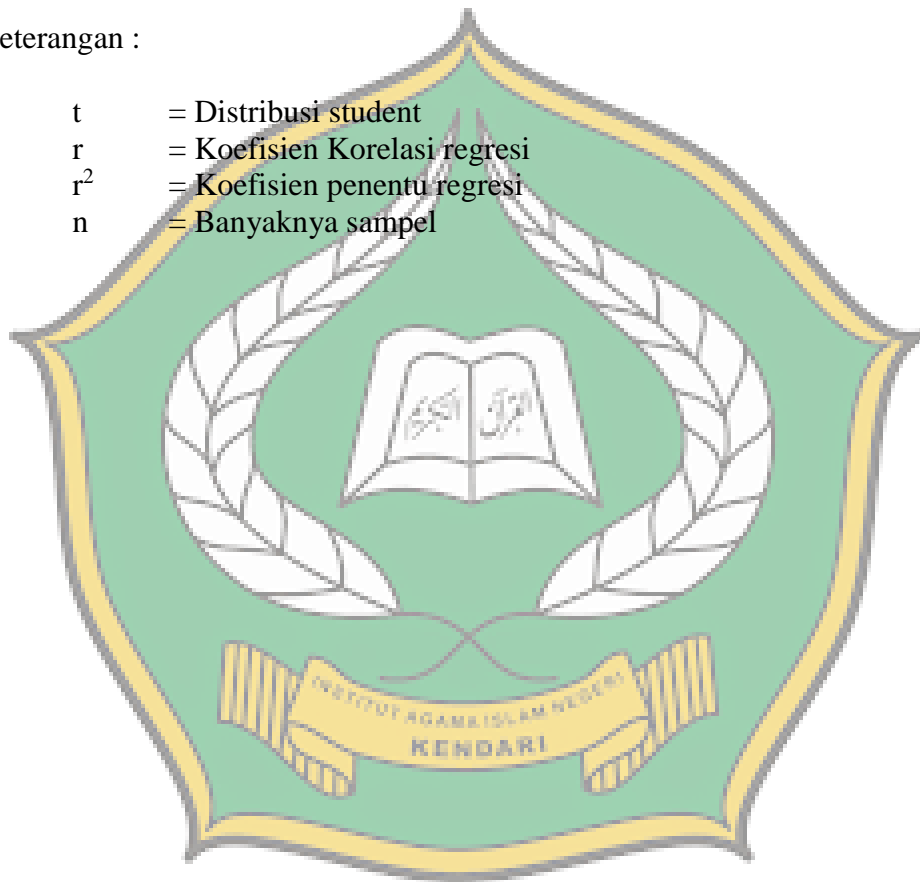 eterangan :
t = Distribusi student
r = Koefisien Korelasi regresi
r² = Koefisien penentu regresi
n = Banyaknya sampel
INSTITUT AGAMA ISLAM NEGERI
KENDARI